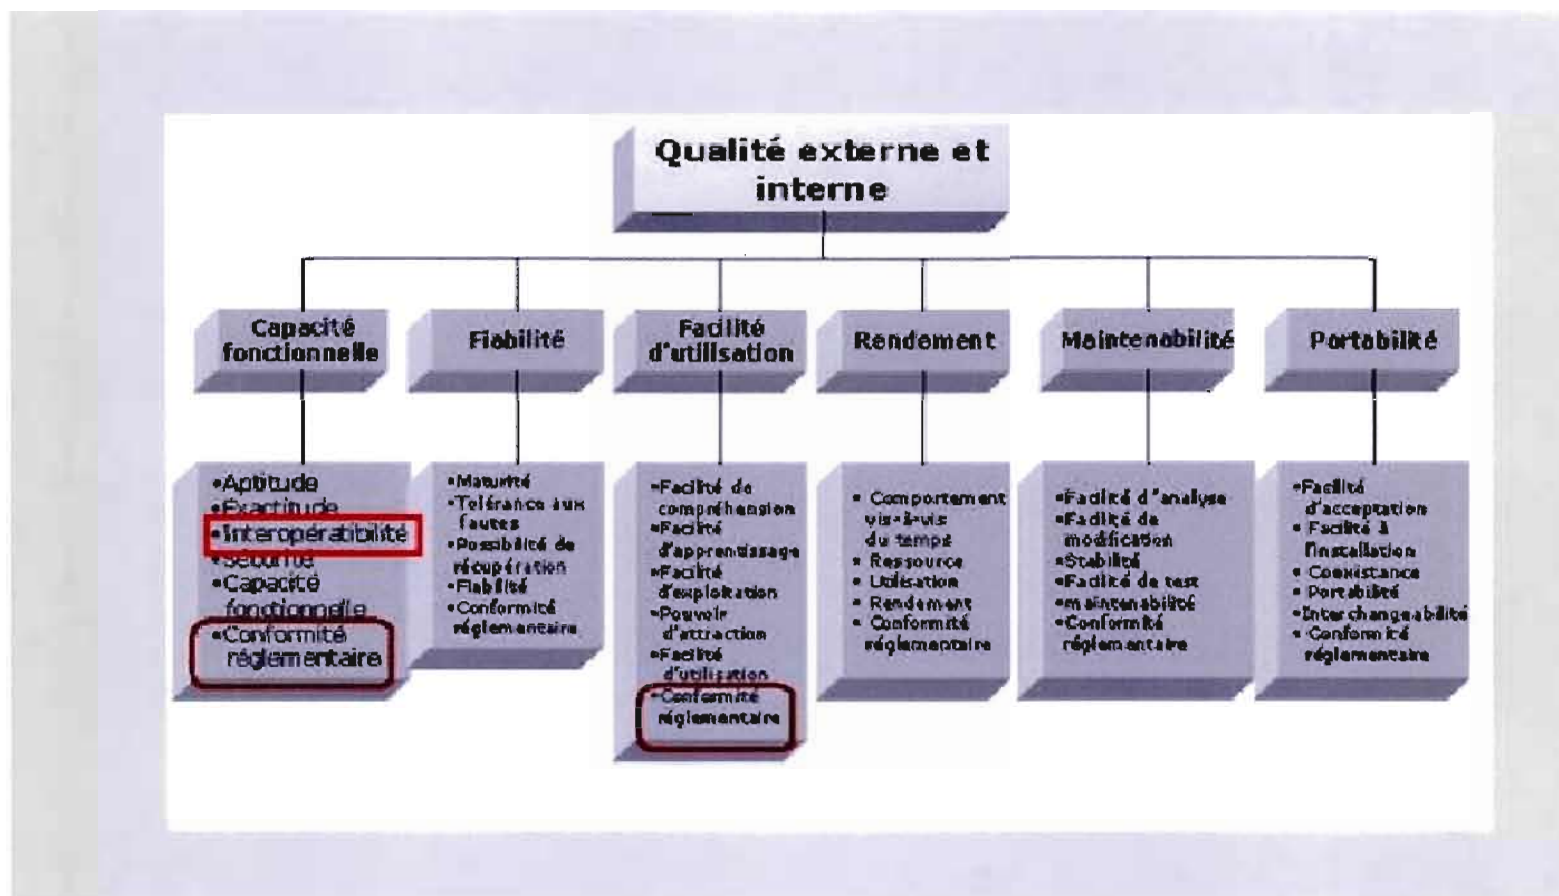 Qualité externe et
interne
Capacité
fonctionnelle
Fiabilité
Facilité
d'utilisation
Rendement
Maintenabilité
Portabilité
•Aptitude
•Exactitude
•Interopératibilité
•Sécurité
•Capacité
fonctionnelle
•Conformité
réglementaire
•Maturité
•Tolérance aux
fautes
•Possibilité de
récupération
•Fiabilité
•Conformité
réglementaire
•Facilité de
compréhension
•Facilité
d'apprentissage
•Facilité
d'exploitation
•Pouvoir
d'attraction
•Facilité
d'utilisation
•Conformité
réglementaire
• Comportement
vis-à-vis
du temps
• Ressource
• Utilisation
• Rendement
• Conformité
réglementaire
•Facilité d'analyse
•Facilité de
modification
•Stabilité
•Facilité de test
•maintenabilité
•Conformité
réglementaire
•Facilité
d'acceptation
• Facilité à
l'installation
• Coexistance
• Portabilité
•Interchangeabilité
• Conformité
réglementaire